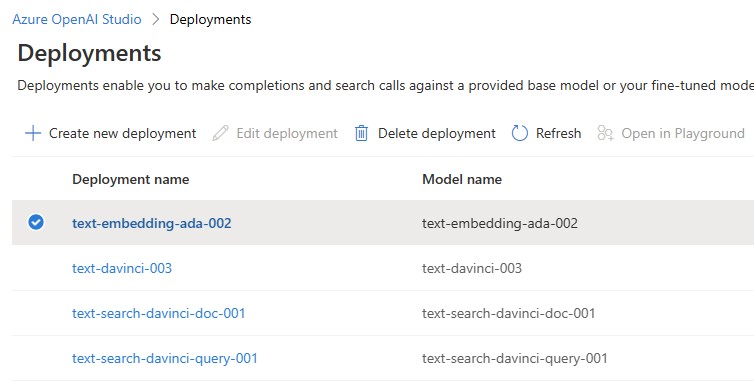 Azure OpenAI Studio > Deployments
Deployments
Deployments enable you to make completions and search calls against a provided base model or your fine-tuned mode
Create new deployment Edit deployment Delete deployment Refresh Open in Playground
Deployment name Model name
text-embedding-ada-002 text-embedding-ada-002
text-davinci-003 text-davinci-003
text-search-davinci-doc-001 text-search-davinci-doc-001
text-search-davinci-query-001 text-search-davinci-query-001